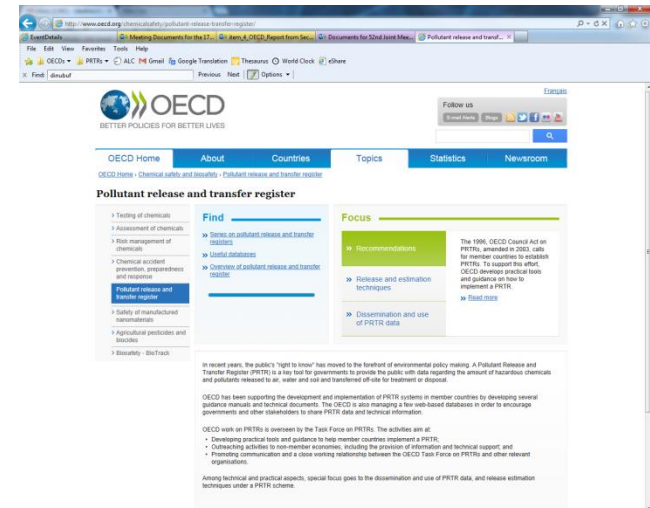 http://www.oecd.org/chemicalsafety/pollutant-release-transfer-register/
EventDetails
Meeting Documents for the 17...
Item_4_OECD_Report from Sec...
Documents for 52nd Joint Mee...
Pollutant release and transf...
File Edit View Favorites Tools Help
OECDs PRTRs ALC Gmail Google Translation Thesaurus World Clock eShare
X Find dinukuf Previous Next Options
Français
OECD
BETTER POLICIES FOR BETTER LIVES
Follow us
E-mail Alerts Blogs
OECD Home About Countries Topics Statistics Newsroom
OECD Home › Chemical safety and biosafety › Pollutant release and transfer register
Pollutant release and transfer register
> Testing of chemicals
> Assessment of chemicals
> Risk management of
chemicals
> Chemical accident
prevention, preparedness
and response
Pollutant release and
transfer register
> Safety of manufactured
nanomaterials
> Agricultural pesticides and
biocides
> Biosafety - BioTrack
Find
» Series on pollutant release and transfer
registers
» Useful databases
» Overview of pollutant release and transfer
register
Focus
» Recommendations
» Release and estimation
techniques
» Dissemination and use
of PRTR data
The 1996, OECD Council Act on
PRTRs, amended in 2003, calls
for member countries to establish
PRTRs. To support this effort,
OECD develops practical tools
and guidance on how to
implement a PRTR.
» Read more
In recent years, the public's "right to know" has moved to the forefront of environmental policy making. A Pollutant Release and
Transfer Register (PRTR) is a key tool for governments to provide the public with data regarding the amount of hazardous chemicals
and pollutants released to air, water and soil and transferred off-site for treatment or disposal.
OECD has been supporting the development and implementation of PRTR systems in member countries by developing several
guidance manuals and technical documents. The OECD is also managing a few web-based databases in order to encourage
governments and other stakeholders to share PRTR data and technical information.
OECD work on PRTRs is overseen by the Task Force on PRTRs. The activities aim at:
• Developing practical tools and guidance to help member countries implement a PRTR;
• Outreaching activities to non-member economies, including the provision of information and technical support; and
• Promoting communication and a close working relationship between the OECD Task Force on PRTRs and other relevant
organisations.
Among technical and practical aspects, special focus goes to the dissemination and use of PRTR data, and release estimation
techniques under a PRTR scheme.